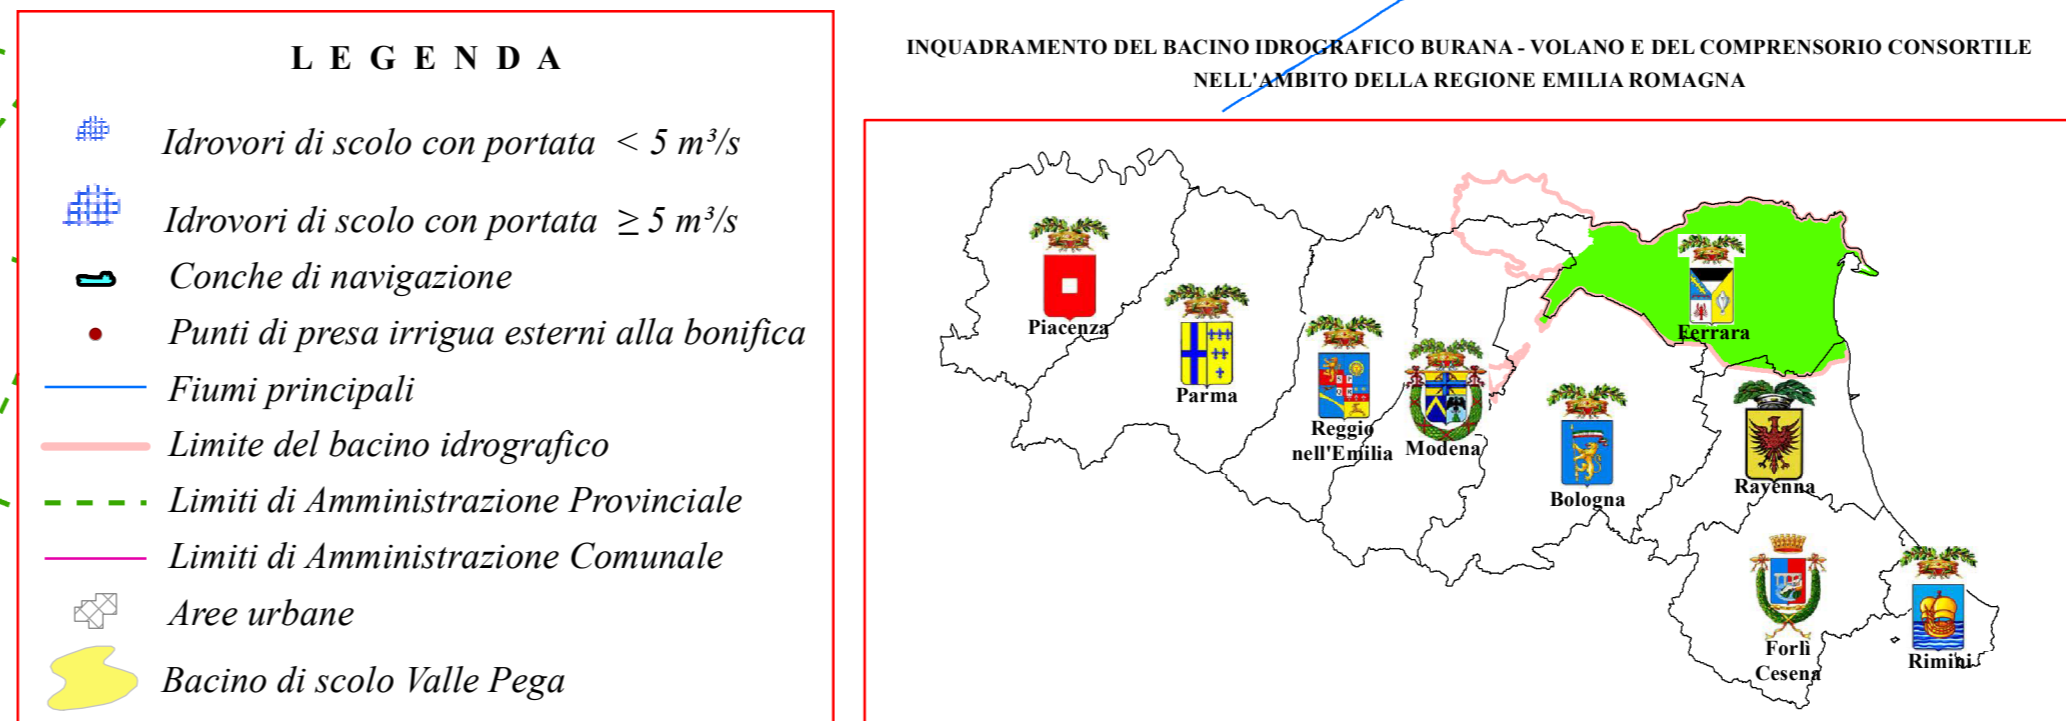 L E G E N D A
Idrovori di scolo con portata < 5 m³/s
Idrovori di scolo con portata ≥ 5 m³/s
Conche di navigazione
Punti di presa irrigua esterni alla bonifica
Fiumi principali
Limite del bacino idrografico
Limiti di Amministrazione Provinciale
Limiti di Amministrazione Comunale
Aree urbane
Bacino di scolo Valle Pega
INQUADRAMENTO DEL BACINO IDROGRAFICO BURANA - VOLANO E DEL COMPRENSORIO CONSORTILE
NELL'AMBITO DELLA REGIONE EMILIA ROMAGNA
Piacenza
Parma
Reggio
nell'Emilia
Modena
Bologna
Ferrara
Ravenna
Forlì
Cesena
Rimini